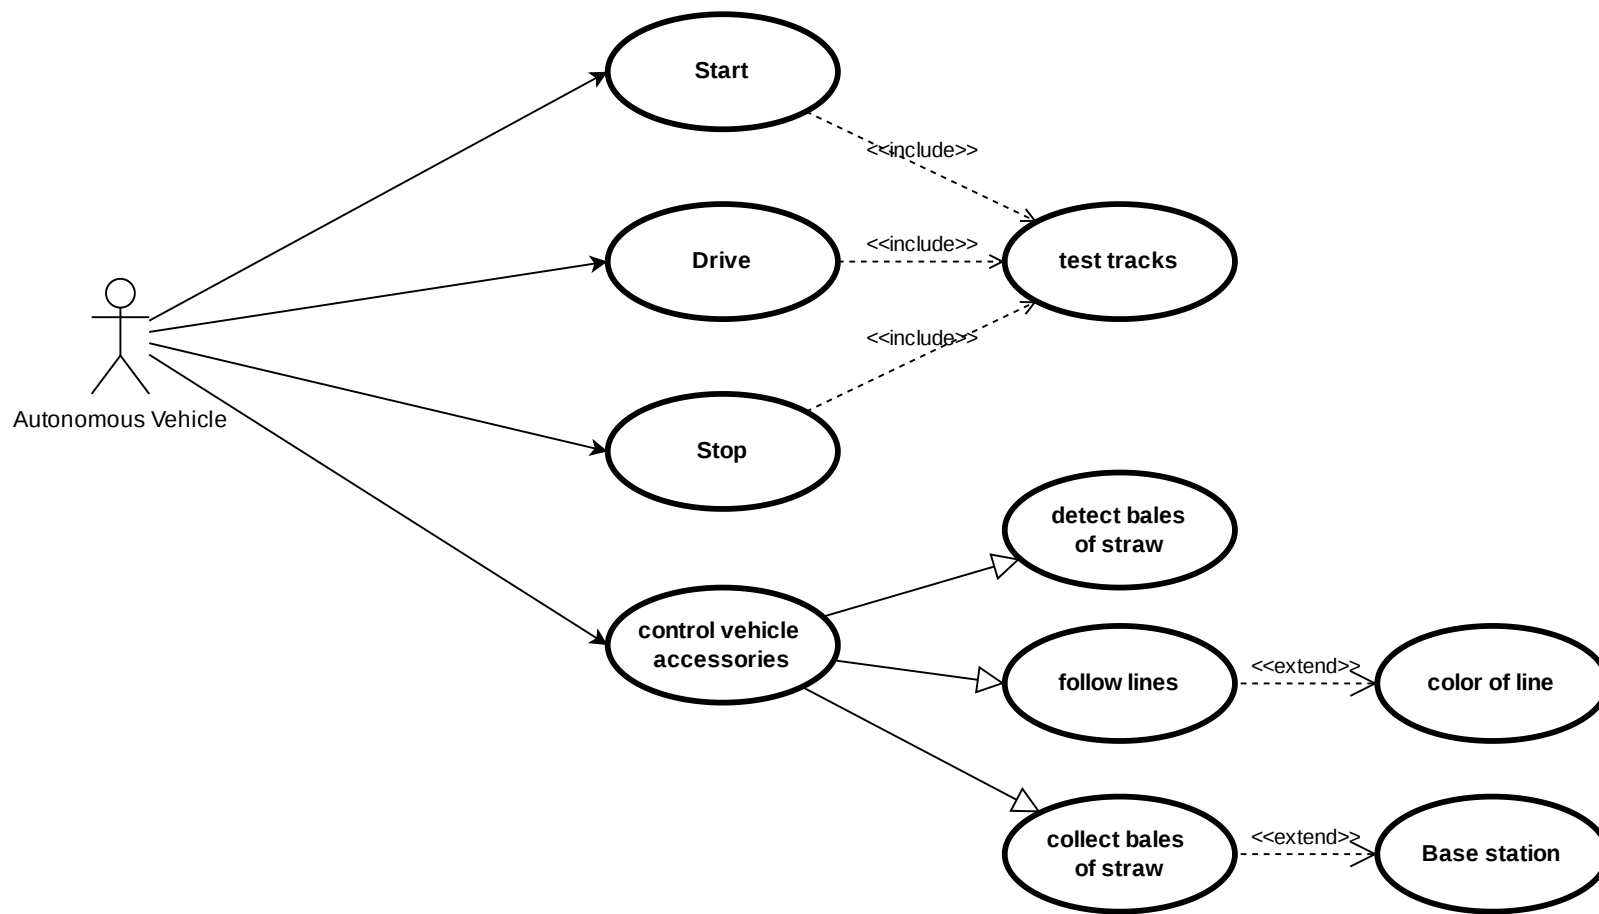 Start
<<include>>
Drive
<<include>>
test tracks
<<include>>
Autonomous Vehicle
Stop
detect bales
of straw
control vehicle
accessories
follow lines
<<extend>>
color of line
collect bales
of straw
<<extend>>
Base station